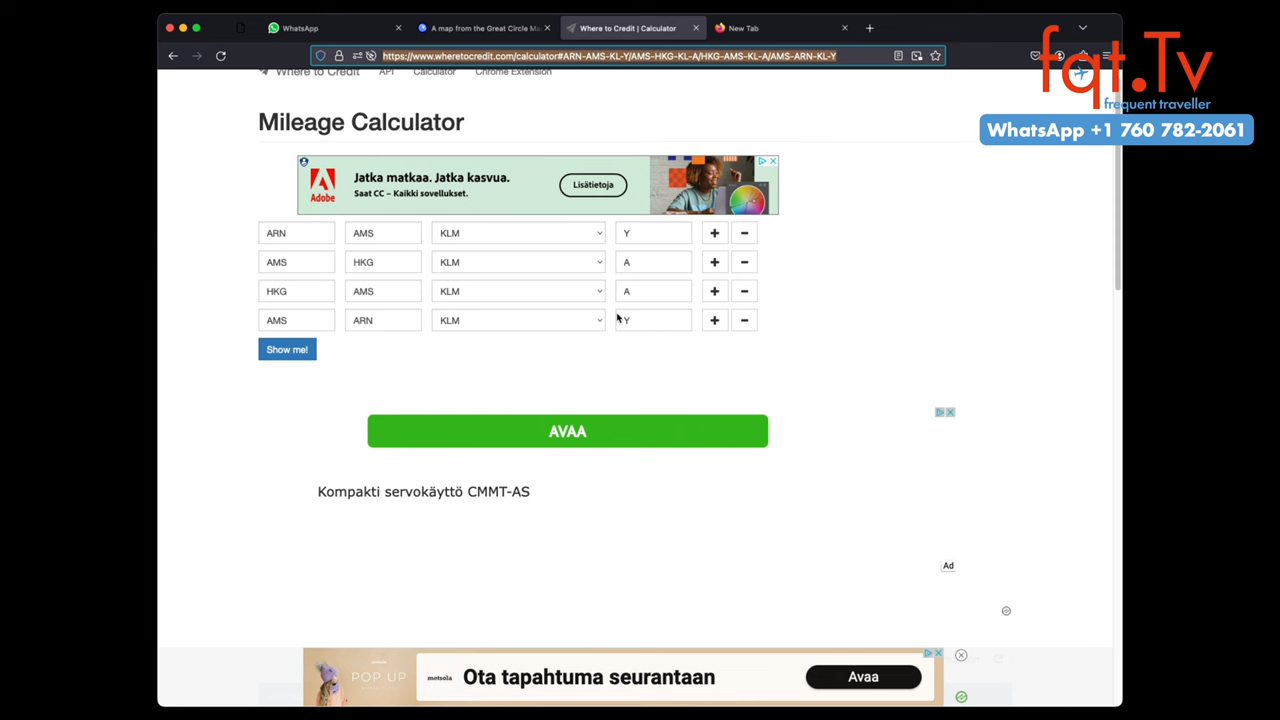 WhatsApp
A map from the Great Circle Ma
Where to Credit | Calculator
New Tab
https://www.wheretocredit.com/calculator#ARN-AMS-KL-Y/AMS-HKG-KL-A/HKG-AMS-KL-A/AMS-ARN-KL-Y
fqt.Tv
frequent traveller
WhatsApp +1 760 782-2061
Where to Credit API Calculator Chrome Extension
Mileage Calculator
Adobe
Jatka matkaa. Jatka kasvua.
Saat CC – Kaikki sovellukset.
Lisätietoja
ARN AMS KLM Y
AMS HKG KLM A
HKG AMS KLM A
AMS ARN KLM Y
Show me!
AVAA
Kompakti servokäyttö CMMT-AS
Ad
POP UP
metsola
Ota tapahtuma seurantaan
Avaa